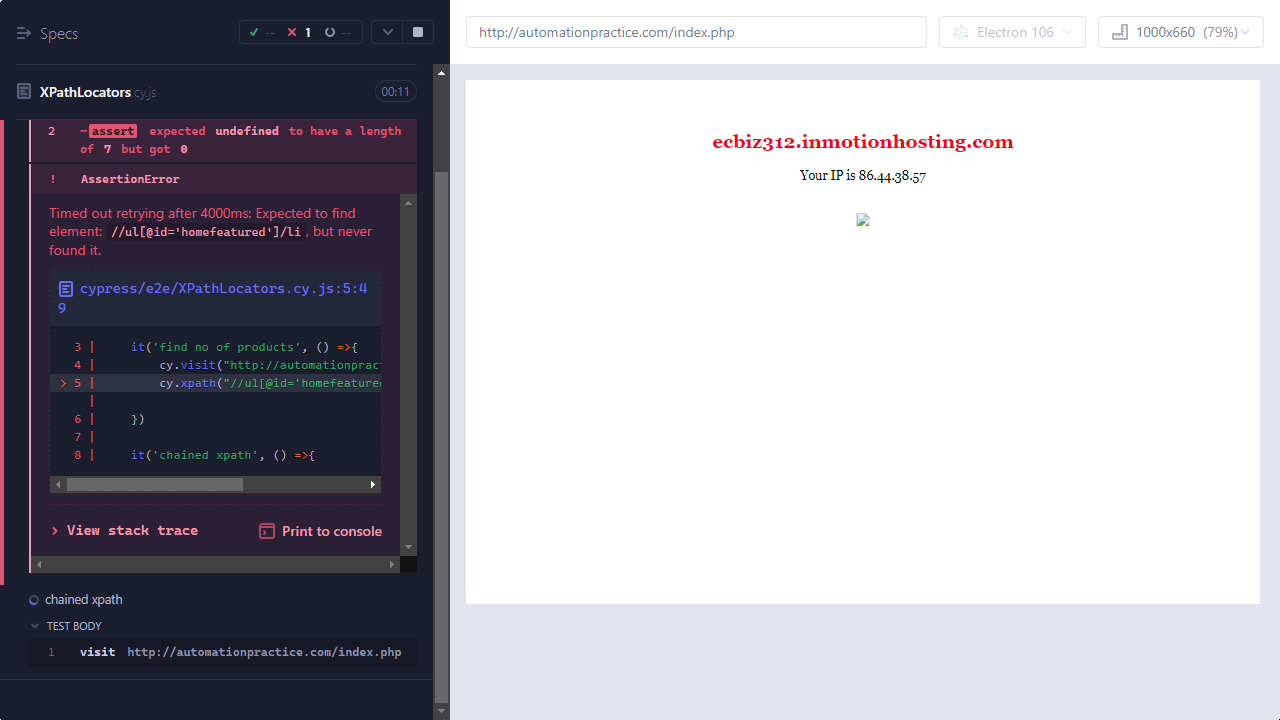 Specs
-- 1 --
XPathLocators.cy.js 00:11
2 -assert expected undefined to have a length
of 7 but got 0
! AssertionError
Timed out retrying after 4000ms: Expected to find
element: //ul[@id='homefeatured']/li, but never
found it.
cypress/e2e/XPathLocators.cy.js:5:4
9
3 | it('find no of products', () =>{
4 | cy.visit("http://automationprac
> 5 | cy.xpath("//ul[@id='homefeature
|
6 | })
7 |
8 | it('chained xpath', () =>{
> View stack trace Print to console
chained xpath
TEST BODY
1 visit http://automationpractice.com/index.php
http://automationpractice.com/index.php
Electron 106
1000x660 (79%)
ecbiz312.inmotionhosting.com
Your IP is 86.44.38.57